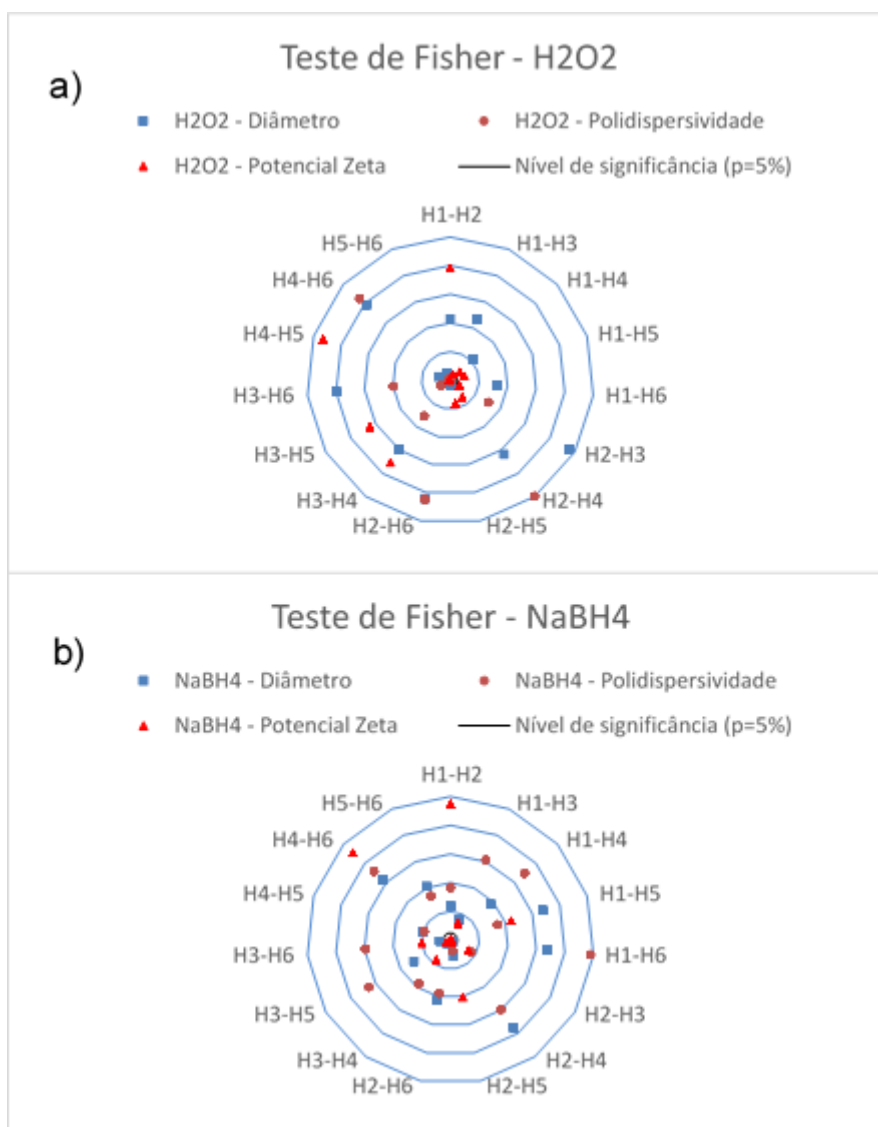 Teste de Fisher - H2O2
a)
H2O2 - Diâmetro
H2O2 - Polidispersividade
H2O2 - Potencial Zeta
Nível de significância (p=5%)
H1-H2
H1-H3
H1-H4
H1-H5
H1-H6
H2-H3
H2-H4
H2-H5
H2-H6
H3-H4
H3-H5
H3-H6
H4-H5
H4-H6
H5-H6
Teste de Fisher - NaBH4
b)
NaBH4 - Diâmetro
NaBH4 - Polidispersividade
NaBH4 - Potencial Zeta
Nível de significância (p=5%)
H1-H2
H1-H3
H1-H4
H1-H5
H1-H6
H2-H3
H2-H4
H2-H5
H2-H6
H3-H4
H3-H5
H3-H6
H4-H5
H4-H6
H5-H6